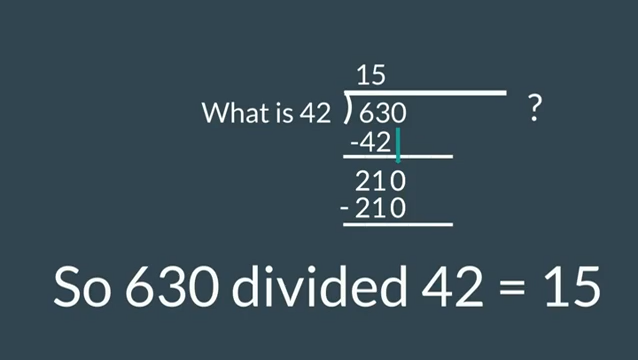 15
What is 42 ) 630 ?
-42
210
- 210
So 630 divided 42 = 15